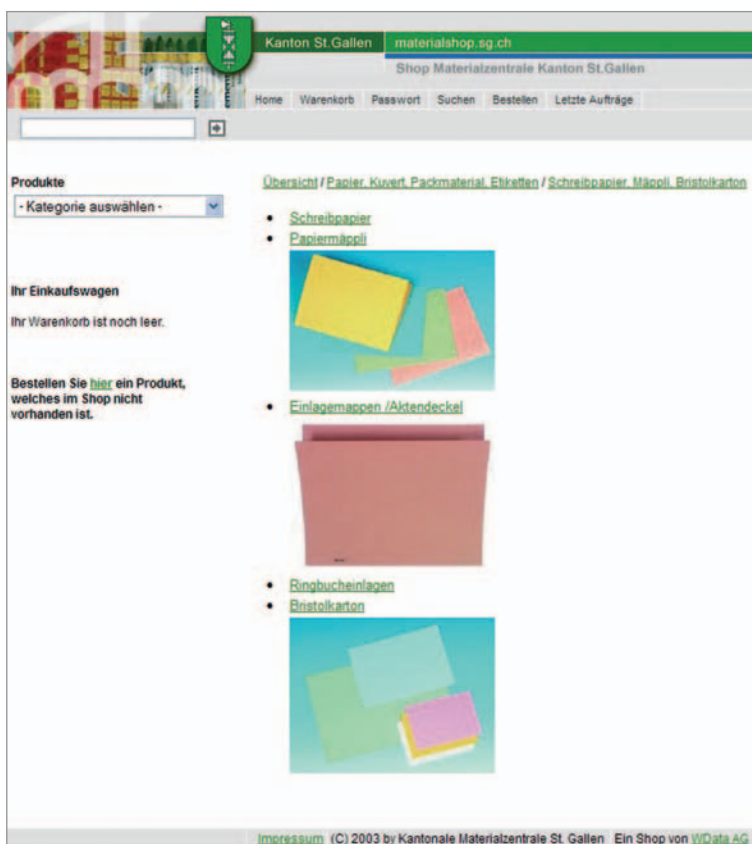 Kanton St.Gallen
materialshop.sg.ch
Shop Materialzentrale Kanton St.Gallen
Home Warenkorb Passwort Suchen Bestellen Letzte Aufträge
Produkte
- Kategorie auswählen -
Ihr Einkaufswagen
Ihr Warenkorb ist noch leer.
Bestellen Sie hier ein Produkt,
welches im Shop nicht
vorhanden ist.
Übersicht / Papier, Kuvert, Packmaterial, Etiketten / Schreibpapier, Mäppli, Bristolkarton
Schreibpapier
Papiermäppli
Einlagemappen /Aktendeckel
Ringbucheinlagen
Bristolkarton
Impressum (C) 2003 by Kantonale Materialzentrale St. Gallen Ein Shop von WData AG